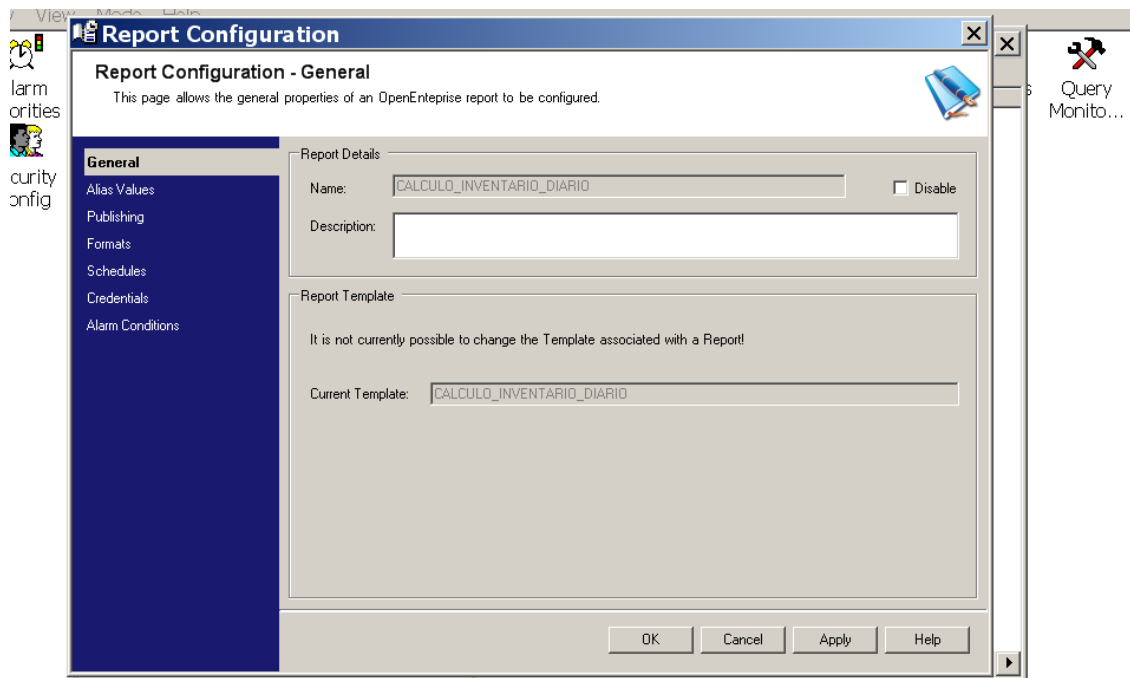 View Mode Help
Report Configuration
Report Configuration - General
This page allows the general properties of an OpenEnteprise report to be configured.
larm
orities
curity
onfig
Query
Monito...
General
Alias Values
Publishing
Formats
Schedules
Credentials
Alarm Conditions
Report Details
Name: CALCULO_INVENTARIO_DIARIO Disable
Description:
Report Template
It is not currently possible to change the Template associated with a Report!
Current Template: CALCULO_INVENTARIO_DIARIO
OK Cancel Apply Help